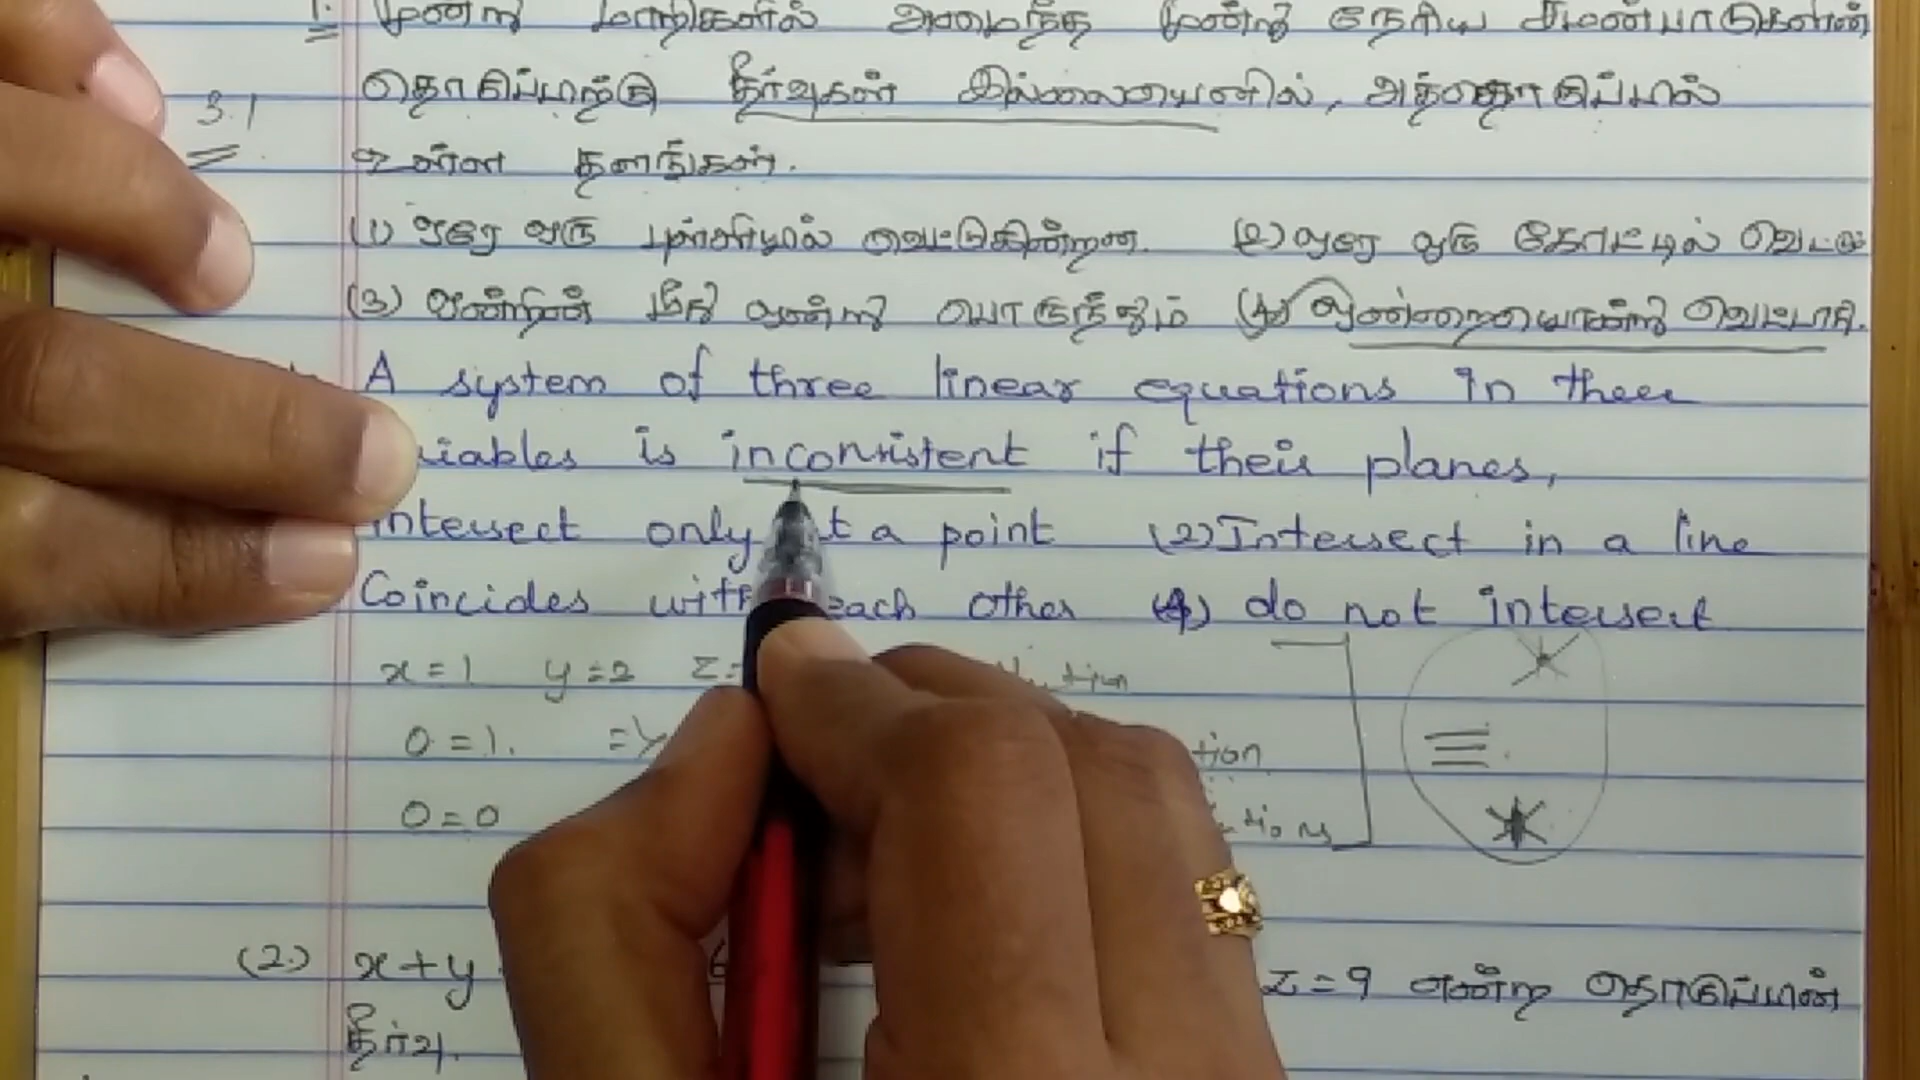 1. மூன்று மாறிகளில் அமைந்த மூன்று நேரிய சமன்பாடுகளின்
3.1 தொகுப்பிற்கு தீர்வுகள் இல்லையெனில், அத்தொகுப்பில்
உள்ள தளங்கள்.
(1) ஒரே ஒரு புள்ளியில் வெட்டுகின்றன. (2) ஒரே ஒரு கோட்டில் வெட்டும்
(3) ஒன்றின் மீது ஒன்று பொருந்தும் (4) ஒன்றையொன்று வெட்டாது.
A system of three linear equations in three
is inconsistent if their planes,
intersect only a point (2) Intersect in a line
Coincides with each other (4) do not intersect
x = 1 y = 2
0 = 1.
0 = 0
(2.) x + y z = 9 என்ற தொகுப்பின்
தீர்வு.